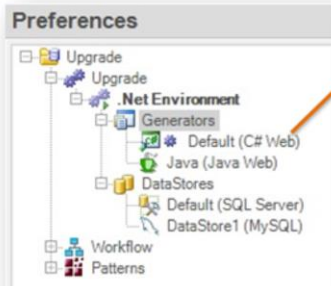 Preferences
Upgrade
Upgrade
.Net Environment
Generators
Default (C# Web)
Java (Java Web)
DataStores
Default (SQL Server)
DataStore1 (MySQL)
Workflow
Patterns